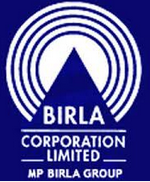 BIRLA
CORPORATION
LIMITED
MP BIRLA GROUP